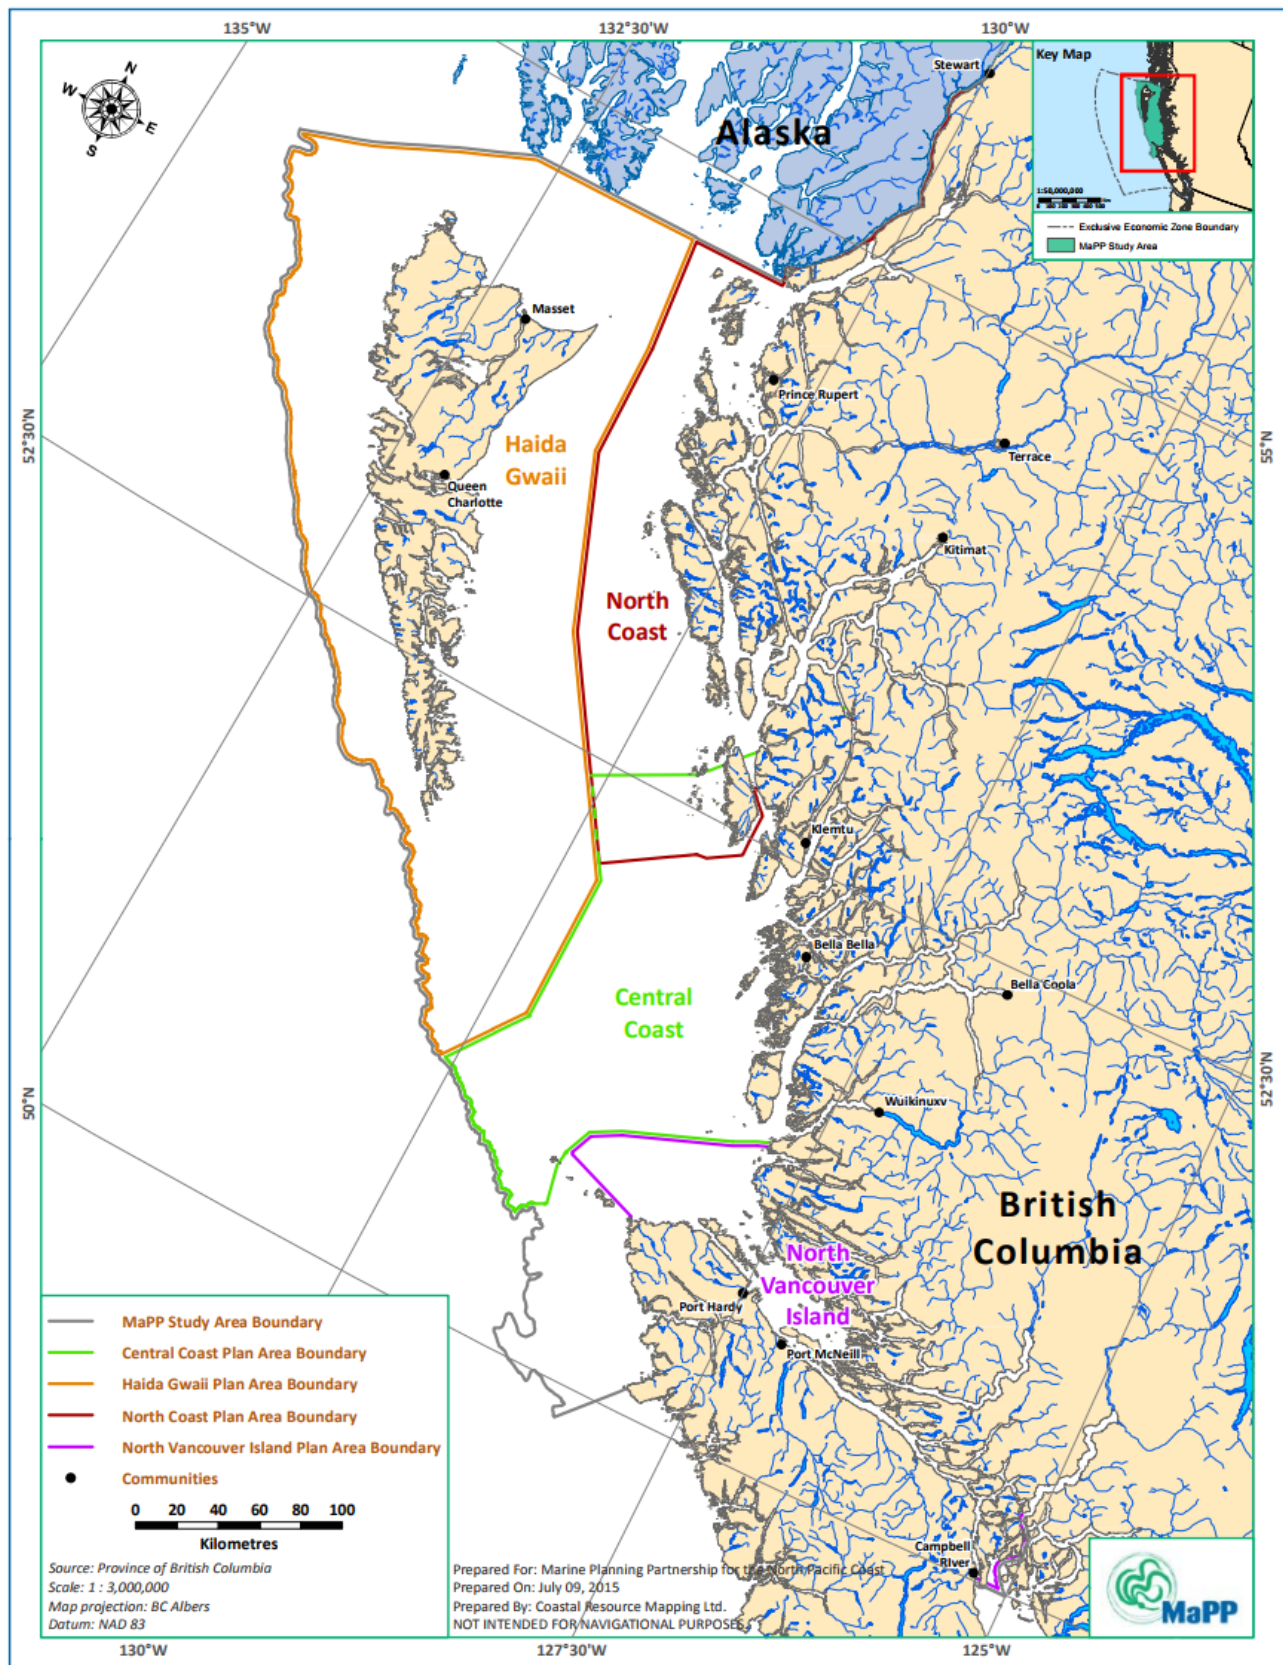 135°W
132°30'W
130°W
N
W
E
S
Stewart
Key Map
Alaska
1:50,000,000
Exclusive Economic Zone Boundary
MaPP Study Area
Masset
Prince Rupert
52°30'N
55°N
Haida
Gwaii
Terrace
Queen
Charlotte
Kitimat
North
Coast
Klemtu
Bella Bella
Bella Coola
Central
Coast
50°N
52°30'N
Wuikinuxv
British
Columbia
North
Vancouver
Island
Port Hardy
Port McNeill
MaPP Study Area Boundary
Central Coast Plan Area Boundary
Haida Gwaii Plan Area Boundary
North Coast Plan Area Boundary
North Vancouver Island Plan Area Boundary
Communities
0 20 40 60 80 100
Kilometres
Campbell
River
Source: Province of British Columbia
Scale: 1 : 3,000,000
Map projection: BC Albers
Datum: NAD 83
Prepared For: Marine Planning Partnership for the North Pacific Coast
Prepared On: July 09, 2015
Prepared By: Coastal Resource Mapping Ltd.
NOT INTENDED FOR NAVIGATIONAL PURPOSES
MaPP
130°W
127°30'W
125°W